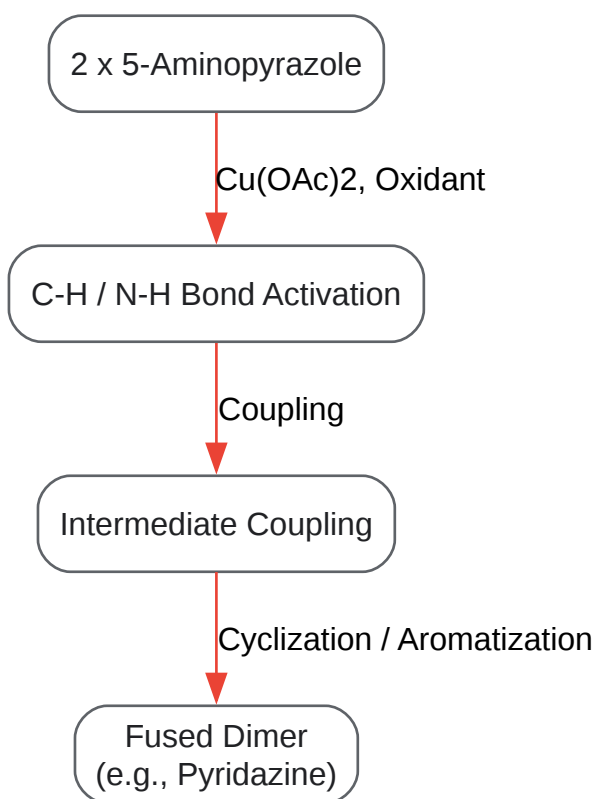 2 x 5-Aminopyrazole
Cu(OAc)2, Oxidant
C-H / N-H Bond Activation
Coupling
Intermediate Coupling
Cyclization / Aromatization
Fused Dimer
(e.g., Pyridazine)